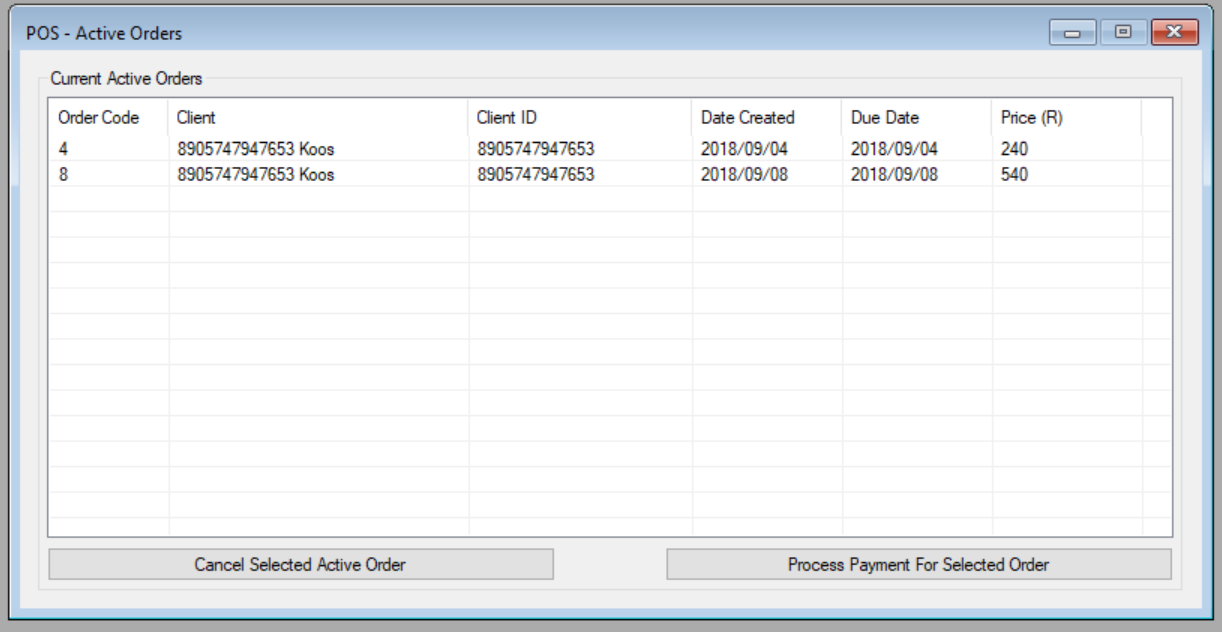 POS - Active Orders
Current Active Orders
Order Code Client Client ID Date Created Due Date Price (R)
4 8905747947653 Koos 8905747947653 2018/09/04 2018/09/04 240
8 8905747947653 Koos 8905747947653 2018/09/08 2018/09/08 540
Cancel Selected Active Order Process Payment For Selected Order